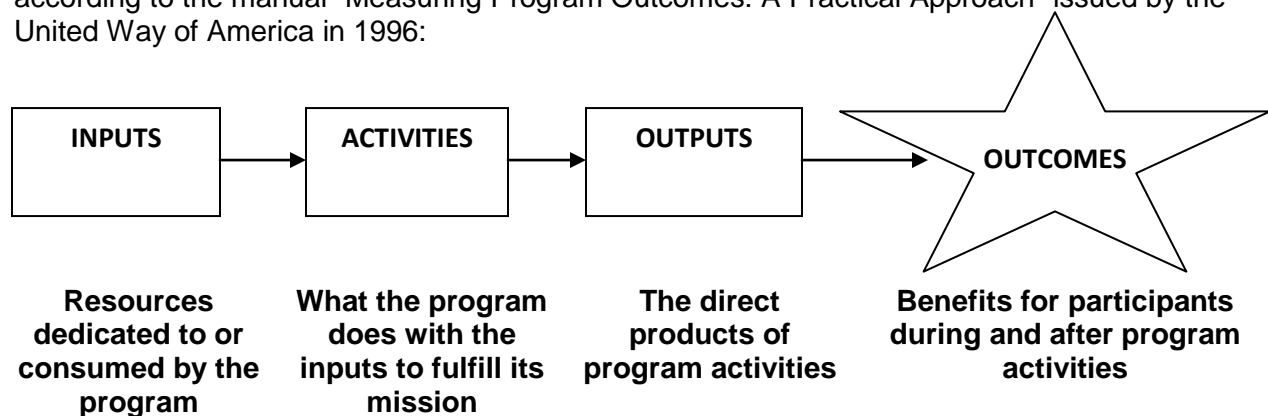 according to the manual “Measuring Program Outcomes: A Practical Approach” issued by the
United Way of America in 1996:
INPUTS
ACTIVITIES
OUTPUTS
OUTCOMES
Resources
dedicated to or
consumed by the
program
What the program
does with the
inputs to fulfill its
mission
The direct
products of
program activities
Benefits for participants
during and after program
activities